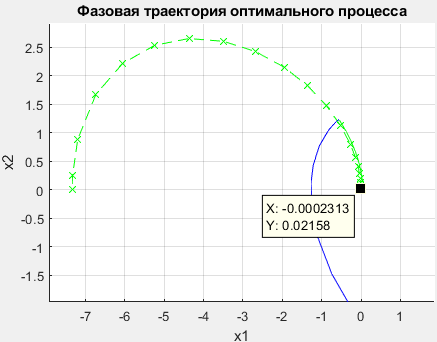 Фазовая траектория оптимального процесса
x2
2.5
2
1.5
1
0.5
0
-0.5
-1
-1.5
X: -0.0002313
Y: 0.02158
-7 -6 -5 -4 -3 -2 -1 0 1
x1